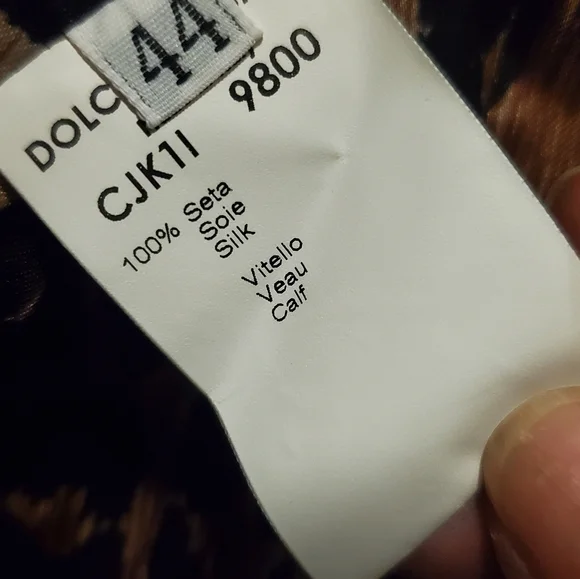 44
DOLC
9800
CJK1I
100% Seta
Soie
Silk
Vitello
Veau
Calf